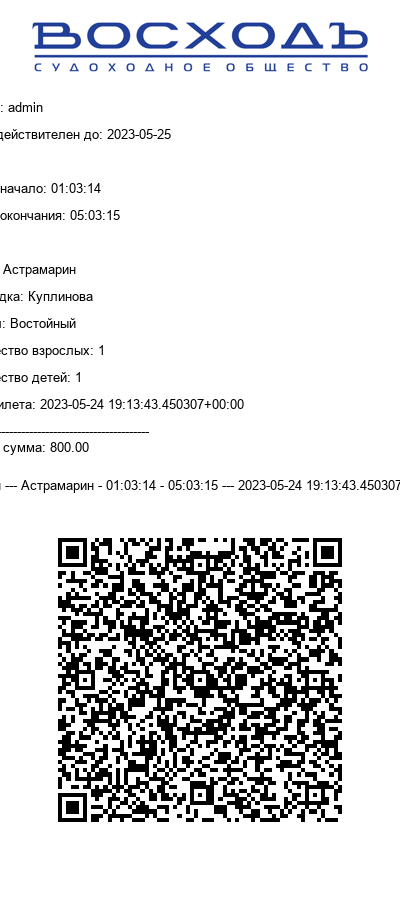 ВОСХОДЪ
СУДОХОДНОЕ ОБЩЕСТВО
: admin
действителен до: 2023-05-25
начало: 01:03:14
окончания: 05:03:15
Астрамарин
дка: Куплинова
: Востойный
ство взрослых: 1
ство детей: 1
илета: 2023-05-24 19:13:43.450307+00:00
--------------------------------------
сумма: 800.00
--- Астрамарин - 01:03:14 - 05:03:15 --- 2023-05-24 19:13:43.450307